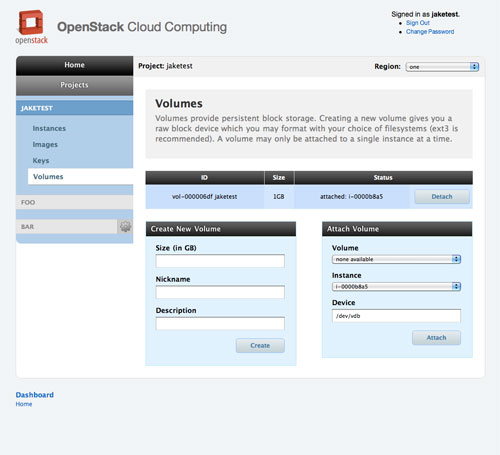 openstack
OpenStack Cloud Computing
Signed in as jaketest.
Sign Out
Change Password
Home
Projects
JAKETEST
Instances
Images
Keys
Volumes
FOO
BAR
Project: jaketest
Region: one
Volumes
Volumes provide persistent block storage. Creating a new volume gives you a
raw block device which you may format with your choice of filesystems (ext3 is
recommended). A volume may only be attached to a single instance at a time.
ID Size Status
vol-000006df jaketest 1GB attached: i-0000b8a5 Detach
Create New Volume
Size (in GB)
Nickname
Description
Create
Attach Volume
Volume
none available
Instance
i-0000b8a5
Device
/dev/vdb
Attach
Dashboard
Home